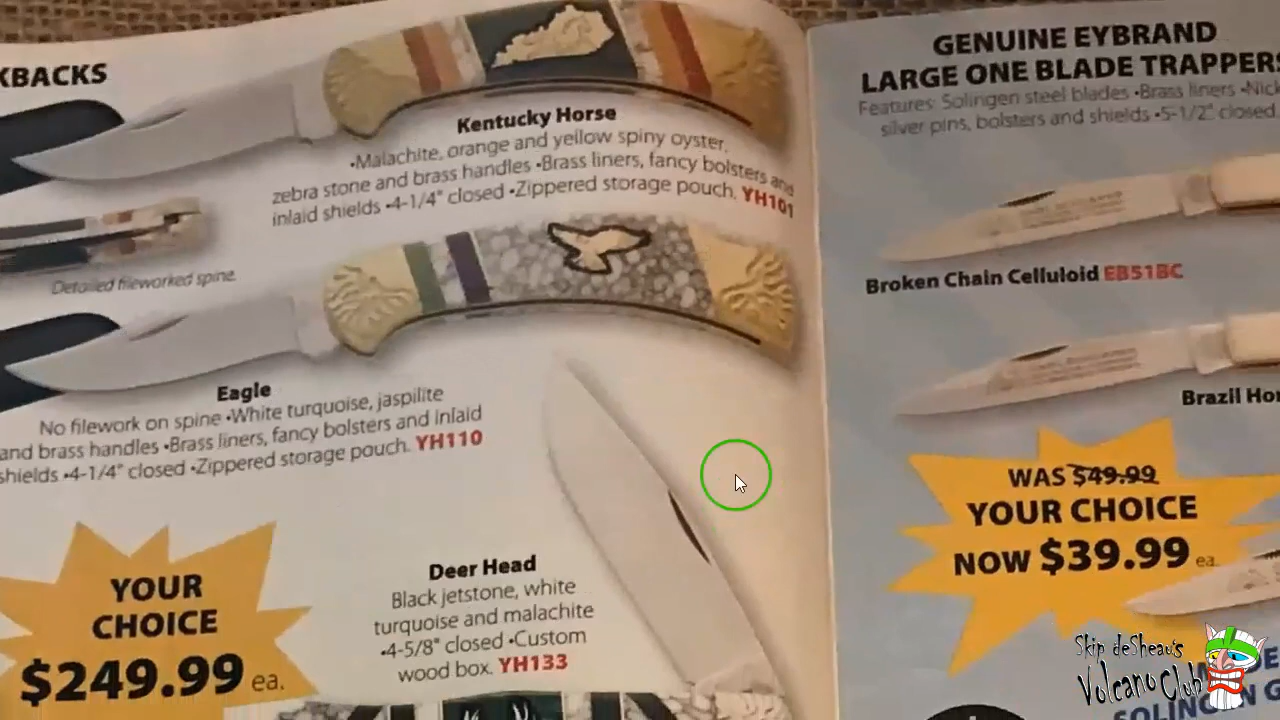 KBACKS
Kentucky Horse
•Malachite, orange and yellow spiny oyster,
zebra stone and brass handles •Brass liners, fancy bolsters and
inlaid shields •4-1/4" closed •Zippered storage pouch. YH101
Detailed fileworked spine.
Eagle
No filework on spine •White turquoise, jaspilite
and brass handles •Brass liners, fancy bolsters and inlaid
shields •4-1/4" closed •Zippered storage pouch. YH110
YOUR
CHOICE
$249.99 ea.
Deer Head
Black jetstone, white
turquoise and malachite
•4-5/8" closed •Custom
wood box. YH133
GENUINE EYBRAND
LARGE ONE BLADE TRAPPERS
Features: Solingen steel blades •Brass liners •Nick
silver pins, bolsters and shields •5-1/2" closed.
Broken Chain Celluloid EB51BC
Brazil Ho
WAS $49.99
YOUR CHOICE
NOW $39.99 ea.
Skip deSheau's
Volcano Club
SOLINGEN G